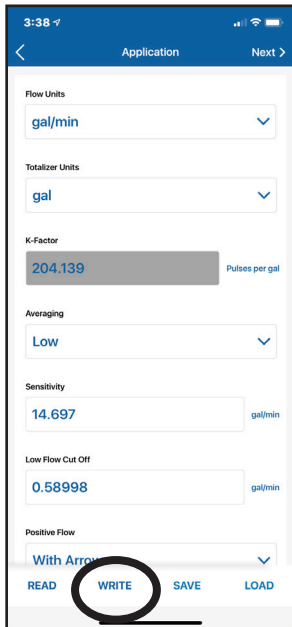 3:38
Application Next
Flow Units
gal/min
Totalizer Units
gal
K-Factor
204.139 Pulses per gal
Averaging
Low
Sensitivity
14.697 gal/min
Low Flow Cut Off
0.58998 gal/min
Positive Flow
With Arrow
READ WRITE SAVE LOAD